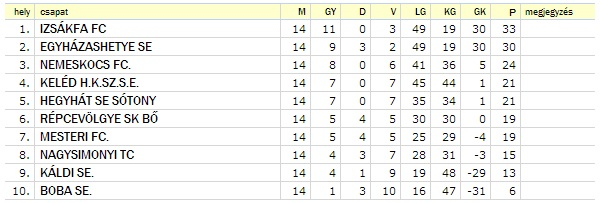 hely csapat M GY D V LG KG GK P megjegyzés
1. IZSÁKFA FC 14 11 0 3 49 19 30 33
2. EGYHÁZASHETYE SE 14 9 3 2 49 19 30 30
3. NEMESKOCS FC. 14 8 0 6 41 36 5 24
4. KELÉD H.K.SZ.S.E. 14 7 0 7 45 44 1 21
5. HEGYHÁT SE SÓTONY 14 7 0 7 35 34 1 21
6. RÉPCEVÖLGYE SK BŐ 14 5 4 5 30 30 0 19
7. MESTERI FC. 14 5 4 5 25 29 -4 19
8. NAGYSIMONYI TC 14 4 3 7 28 31 -3 15
9. KÁLDI SE. 14 4 1 9 19 48 -29 13
10. BOBA SE. 14 1 3 10 16 47 -31 6